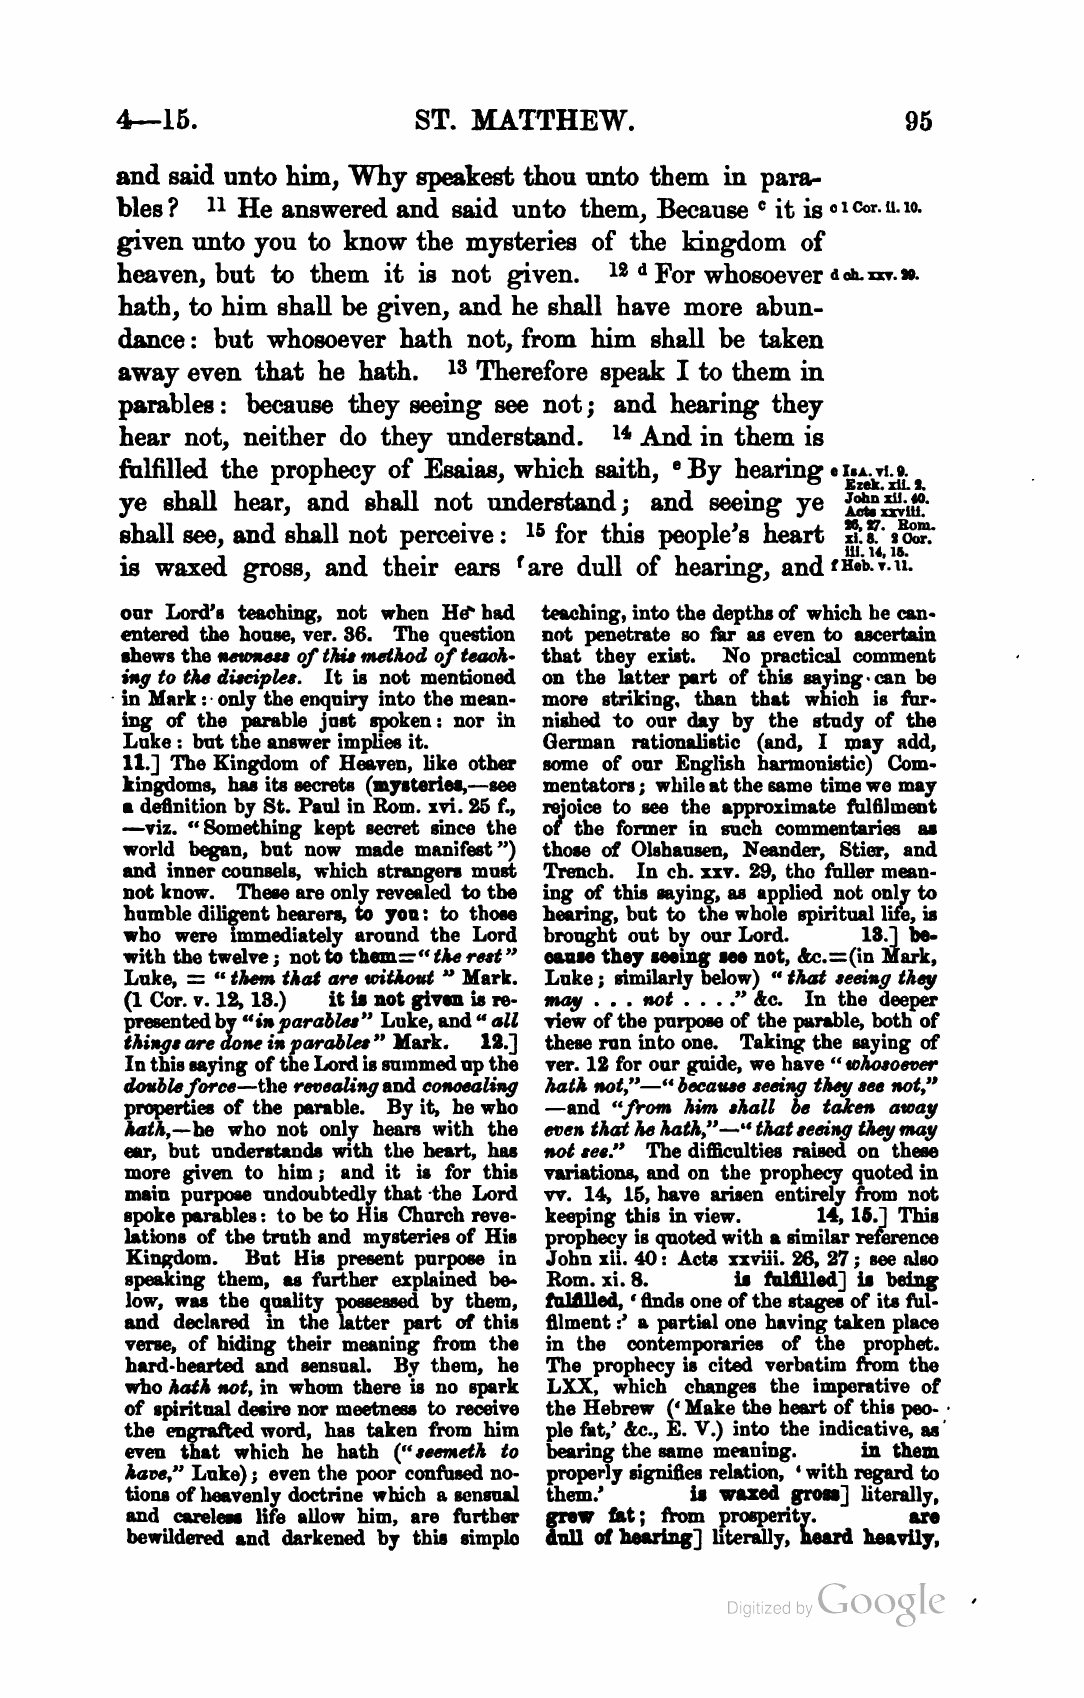 4—15. ST. MATTHEW. 95
and said unto him, Why speakest thou unto them in para-
bles? 11 He answered and said unto them, Because c it is
given unto you to know the mysteries of the kingdom of
heaven, but to them it is not given. 12 d For whosoever
hath, to him shall be given, and he shall have more abun-
dance: but whosoever hath not, from him shall be taken
away even that he hath. 13 Therefore speak I to them in
parables: because they seeing see not; and hearing they
hear not, neither do they understand. 14 And in them is
fulfilled the prophecy of Esaias, which saith, e By hearing
ye shall hear, and shall not understand; and seeing ye
shall see, and shall not perceive: 15 for this people's heart
is waxed gross, and their ears f are dull of hearing, and
c 1 Cor. ii. 10.
d ch. xxv. 29.
e ISA. vi. 9.
Ezek. xii. 2.
John xii. 40.
Acts xxviii.
26, 27. Rom.
xi. 8. 2 Cor.
iii. 14, 15.
f Heb. v. 11.
our Lord's teaching, not when He had
entered the house, ver. 36. The question
shews the newness of this method of teach-
ing to the disciples. It is not mentioned
in Mark: only the enquiry into the mean-
ing of the parable just spoken: nor in
Luke: but the answer implies it.
11.] The Kingdom of Heaven, like other
kingdoms, has its secrets (mysteries,—see
a definition by St. Paul in Rom. xvi. 25 f.,
—viz. "Something kept secret since the
world began, but now made manifest")
and inner counsels, which strangers must
not know. These are only revealed to the
humble diligent hearers, to you: to those
who were immediately around the Lord
with the twelve; not to them="the rest"
Luke, = "them that are without" Mark.
(1 Cor. v. 12, 13.) it is not given is re-
presented by "in parables" Luke, and "all
things are done in parables" Mark. 12.]
In this saying of the Lord is summed up the
double force—the revealing and concealing
properties of the parable. By it, he who
hath,—he who not only hears with the
ear, but understands with the heart, has
more given to him; and it is for this
main purpose undoubtedly that the Lord
spoke parables: to be to His Church reve-
lations of the truth and mysteries of His
Kingdom. But His present purpose in
speaking them, as further explained be-
low, was the quality possessed by them,
and declared in the latter part of this
verse, of hiding their meaning from the
hard-hearted and sensual. By them, he
who hath not, in whom there is no spark
of spiritual desire nor meetness to receive
the engrafted word, has taken from him
even that which he hath ("seemeth to
have," Luke); even the poor confused no-
tions of heavenly doctrine which a sensual
and careless life allow him, are further
bewildered and darkened by this simple
teaching, into the depths of which he can-
not penetrate so far as even to ascertain
that they exist. No practical comment
on the latter part of this saying can be
more striking, than that which is fur-
nished to our day by the study of the
German rationalistic (and, I may add,
some of our English harmonistic) Com-
mentators; while at the same time we may
rejoice to see the approximate fulfilment
of the former in such commentaries as
those of Olshausen, Neander, Stier, and
Trench. In ch. xxv. 29, the fuller mean-
ing of this saying, as applied not only to
hearing, but to the whole spiritual life, is
brought out by our Lord. 13.] be-
cause they seeing see not, &c.=(in Mark,
Luke; similarly below) "that seeing they
may . . . not . . . ." &c. In the deeper
view of the purpose of the parable, both of
these run into one. Taking the saying of
ver. 12 for our guide, we have "whosoever
hath not,"—"because seeing they see not,"
—and "from him shall be taken away
even that he hath,"—"that seeing they may
not see." The difficulties raised on these
variations, and on the prophecy quoted in
vv. 14, 15, have arisen entirely from not
keeping this in view. 14, 15.] This
prophecy is quoted with a similar reference
John xii. 40: Acts xxviii. 26, 27; see also
Rom. xi. 8. is fulfilled] is being
fulfilled, 'finds one of the stages of its ful-
filment:' a partial one having taken place
in the contemporaries of the prophet.
The prophecy is cited verbatim from the
LXX, which changes the imperative of
the Hebrew ('Make the heart of this peo-
ple fat,' &c., E. V.) into the indicative, as
bearing the same meaning. in them
properly signifies relation, 'with regard to
them.' is waxed gross] literally,
grew fat; from prosperity. are
dull of hearing] literally, heard heavily,
Digitized by Google